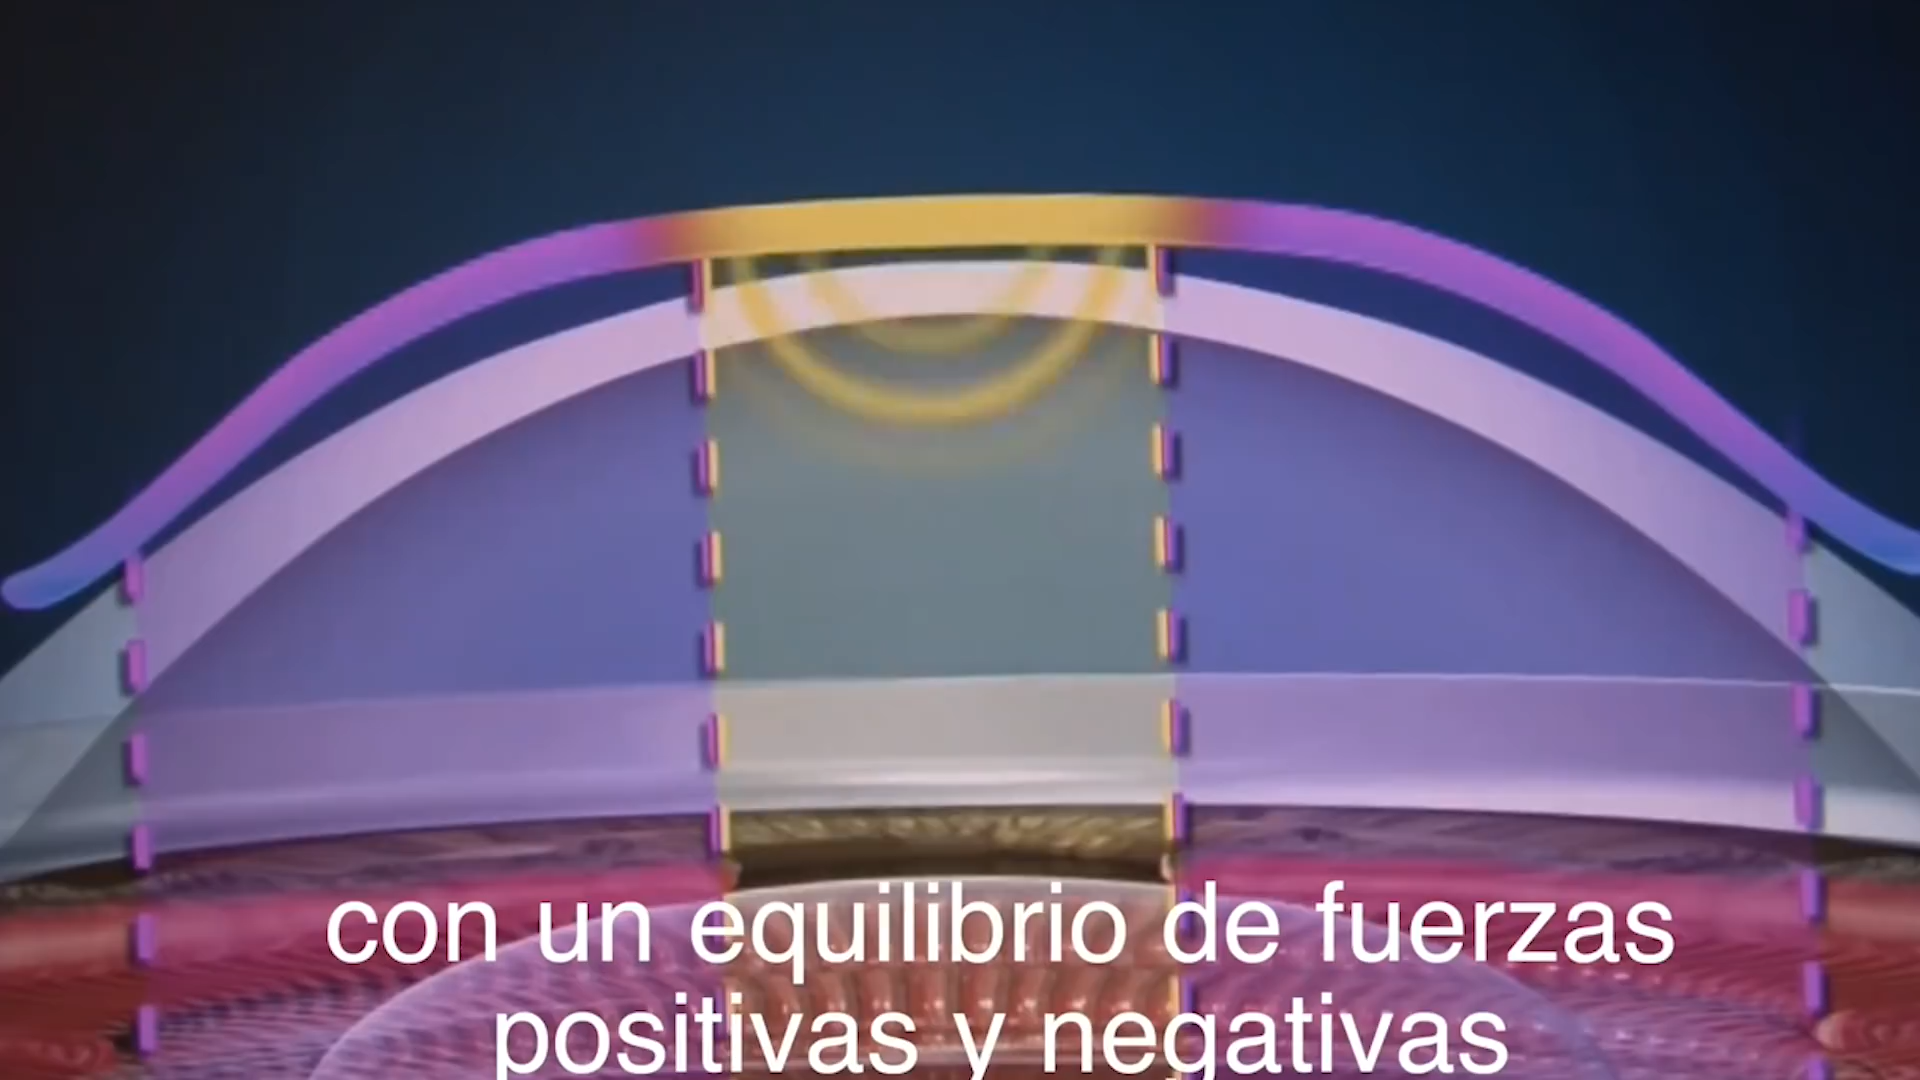 con un equilibrio de fuerzas
positivas y negativas